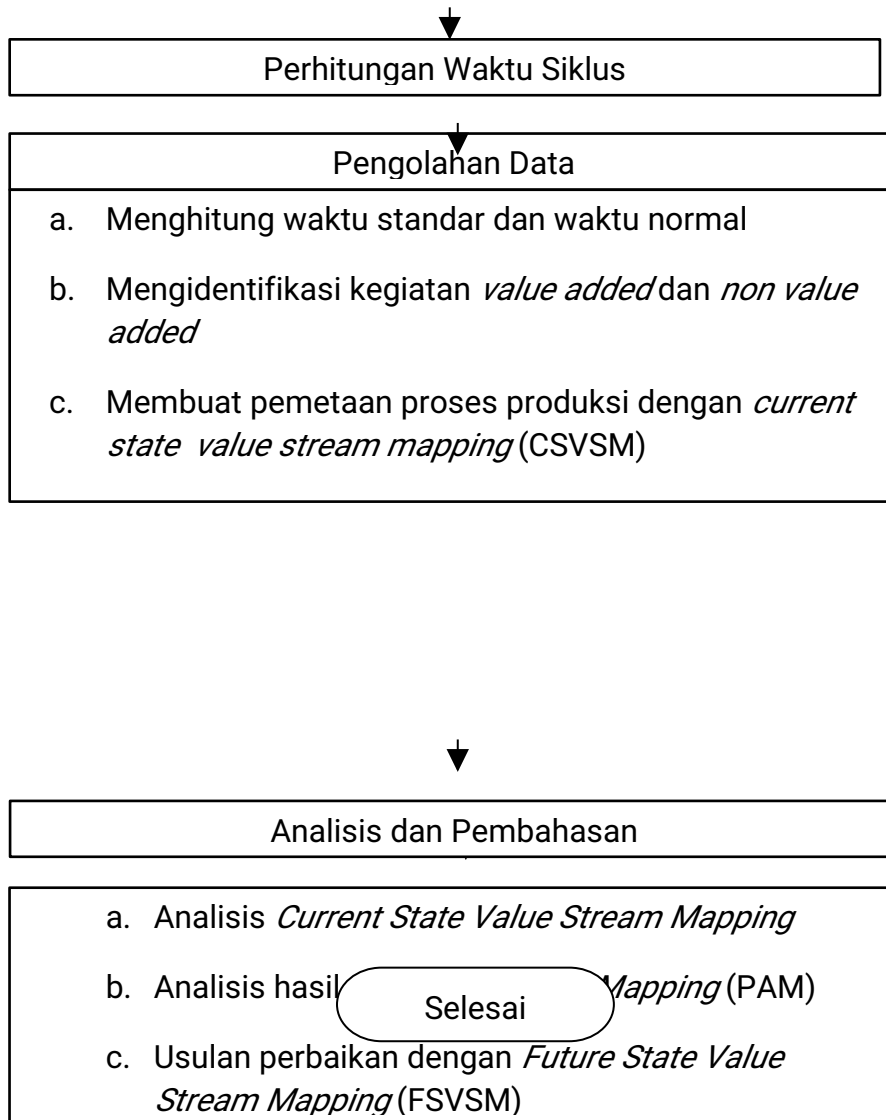 Perhitungan Waktu Siklus
Pengolahan Data
a. Menghitung waktu standar dan waktu normal
b. Mengidentifikasi kegiatan value added dan non value
added
c. Membuat pemetaan proses produksi dengan current
state value stream mapping (CSVSM)
Analisis dan Pembahasan
a. Analisis Current State Value Stream Mapping
b. Analisis hasil Mapping (PAM)
Selesai
c. Usulan perbaikan dengan Future State Value
Stream Mapping (FSVSM)